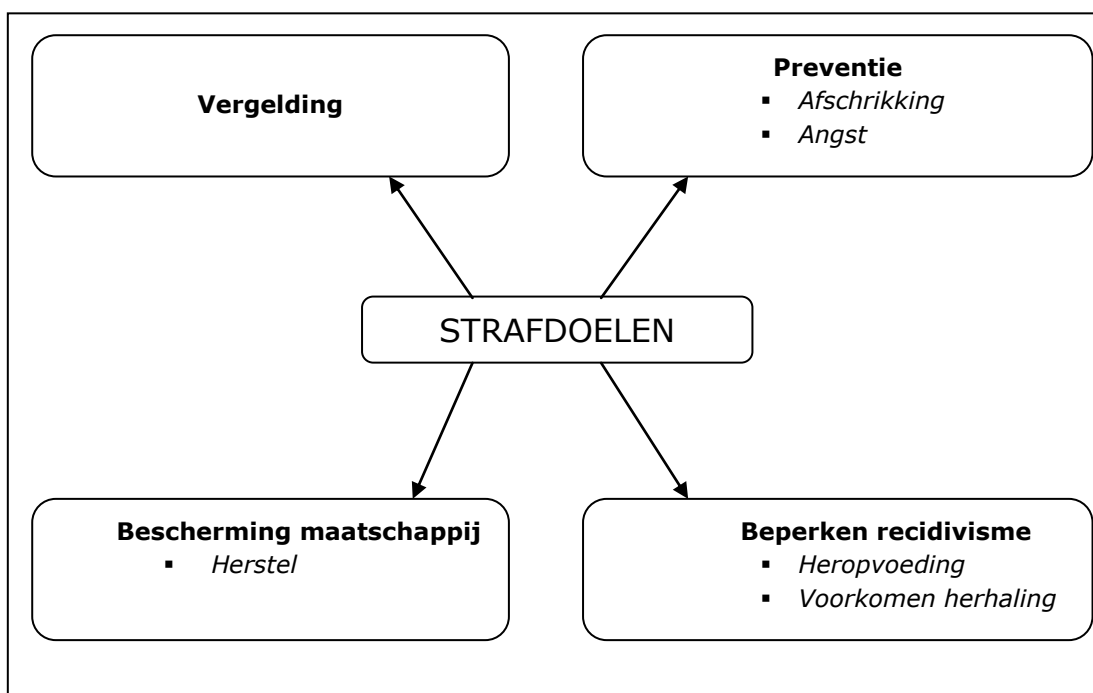 Vergelding
Preventie
▪ Afschrikking
▪ Angst
STRAFDOELEN
Bescherming maatschappij
▪ Herstel
Beperken recidivisme
▪ Heropvoeding
▪ Voorkomen herhaling